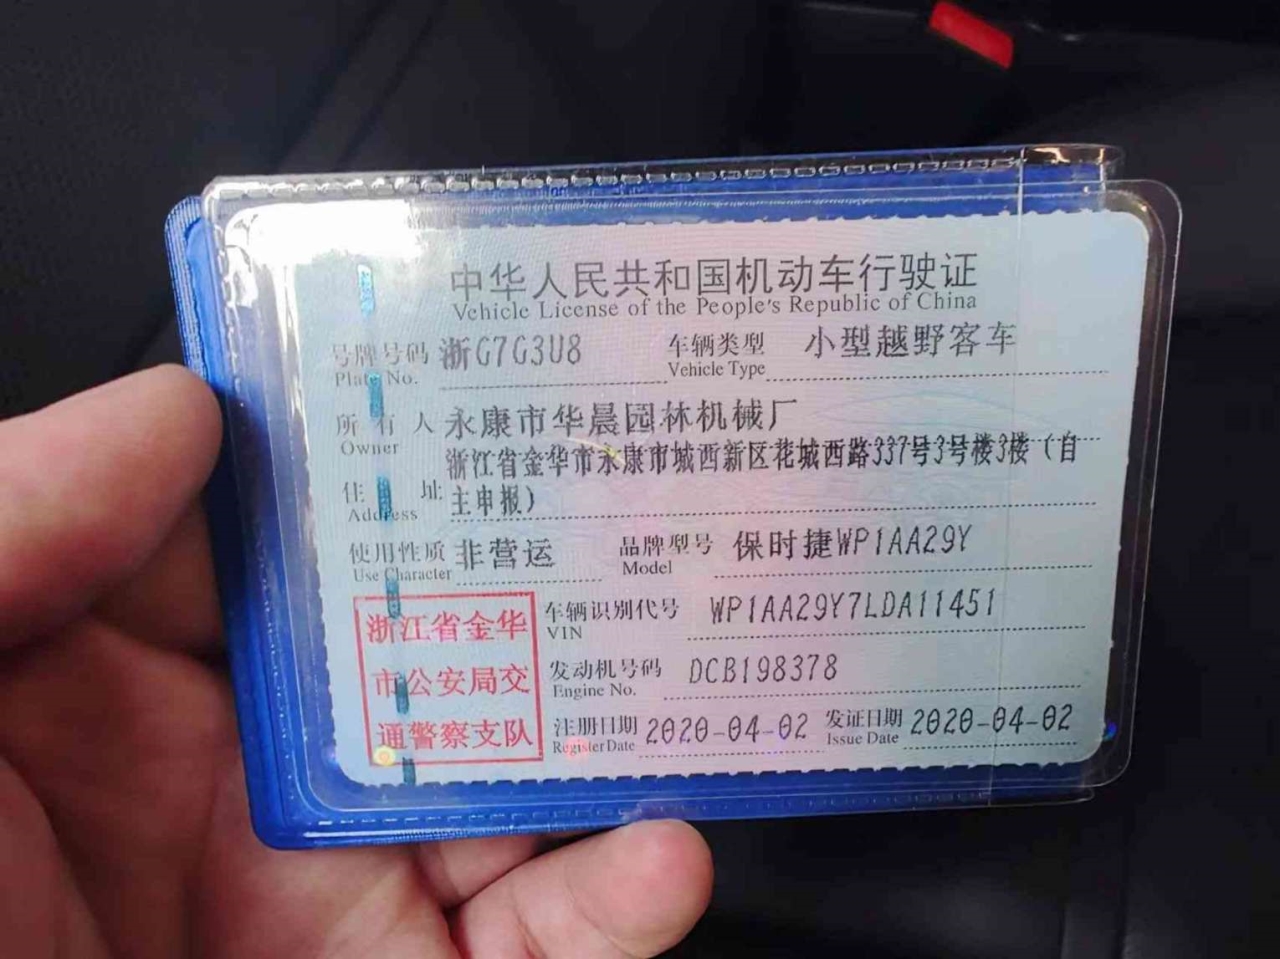 中华人民共和国机动车行驶证
Vehicle License of the People's Republic of China
号牌号码 浙G7G3U8 车辆类型 小型越野客车
Plate No. Vehicle Type
所有人 永康市华晨园林机械厂
Owner
浙江省金华市永康市城西新区花城西路337号3号楼3楼（自
住址 主申报）
Address
使用性质 非营运 品牌型号 保时捷WP1AA29Y
Use Character Model
浙江省金华
市公安局交
通警察支队
车辆识别代号 WP1AA29Y7LDA11451
VIN
发动机号码 DCB198378
Engine No.
注册日期 2020-04-02 发证日期 2020-04-02
Register Date Issue Date